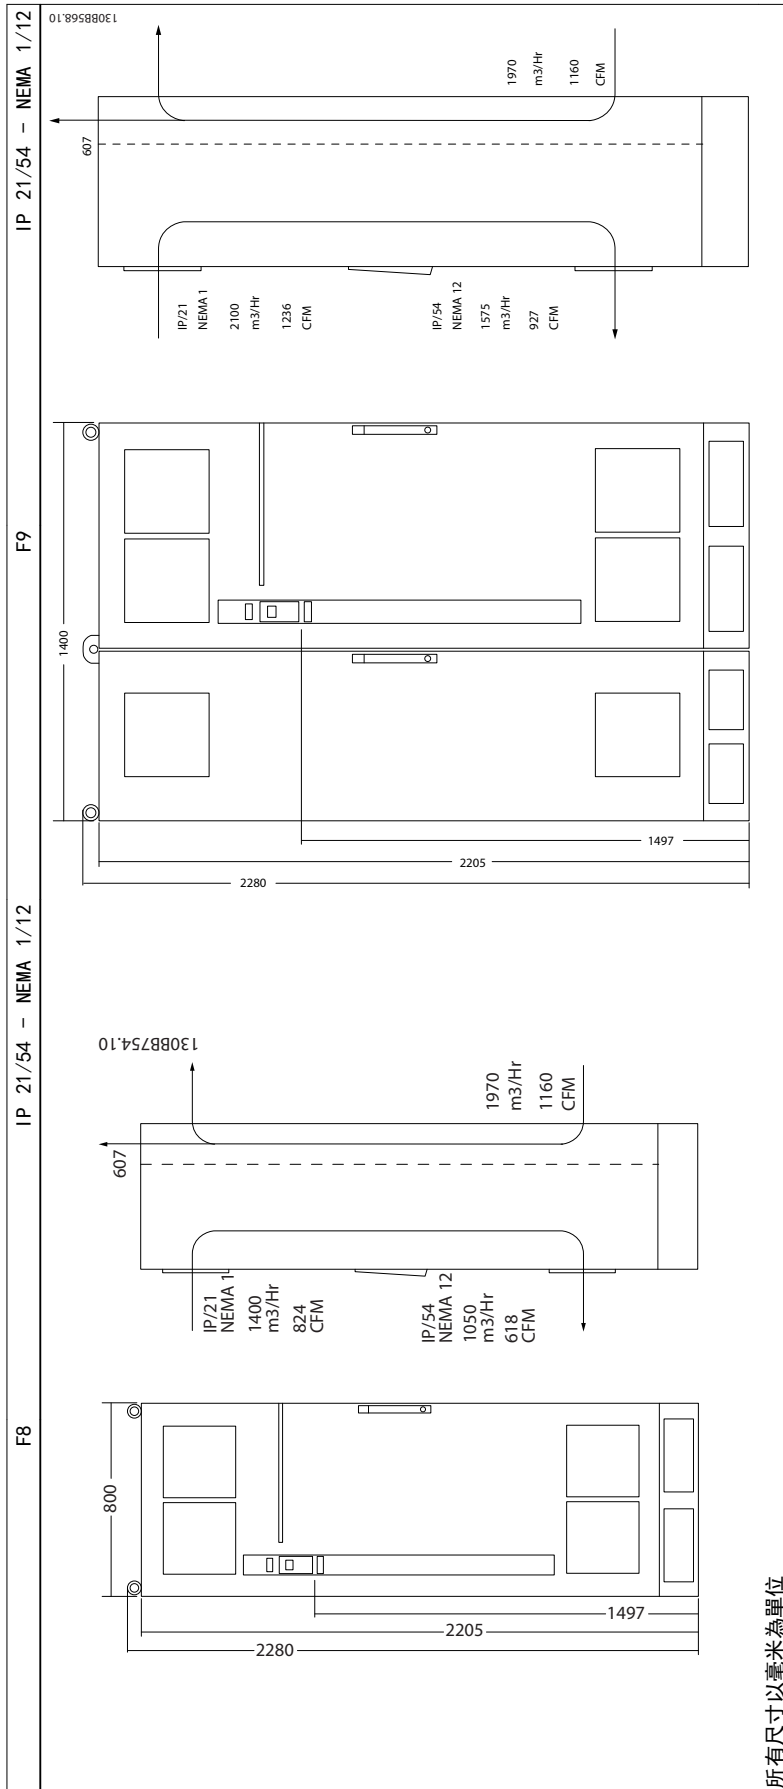 F8
IP 21/54 - NEMA 1/12
F9
IP 21/54 - NEMA 1/12
130BB754.10
800
2280
2205
1497
607
IP/21
NEMA 1
1400
m3/Hr
824
CFM
IP/54
NEMA 12
1050
m3/Hr
618
CFM
1970
m3/Hr
1160
CFM
130BB568.10
1400
2280
2205
1497
607
IP/21
NEMA 1
2100
m3/Hr
1236
CFM
IP/54
NEMA 12
1575
m3/Hr
927
CFM
1970
m3/Hr
1160
CFM
所有尺寸以毫米為單位